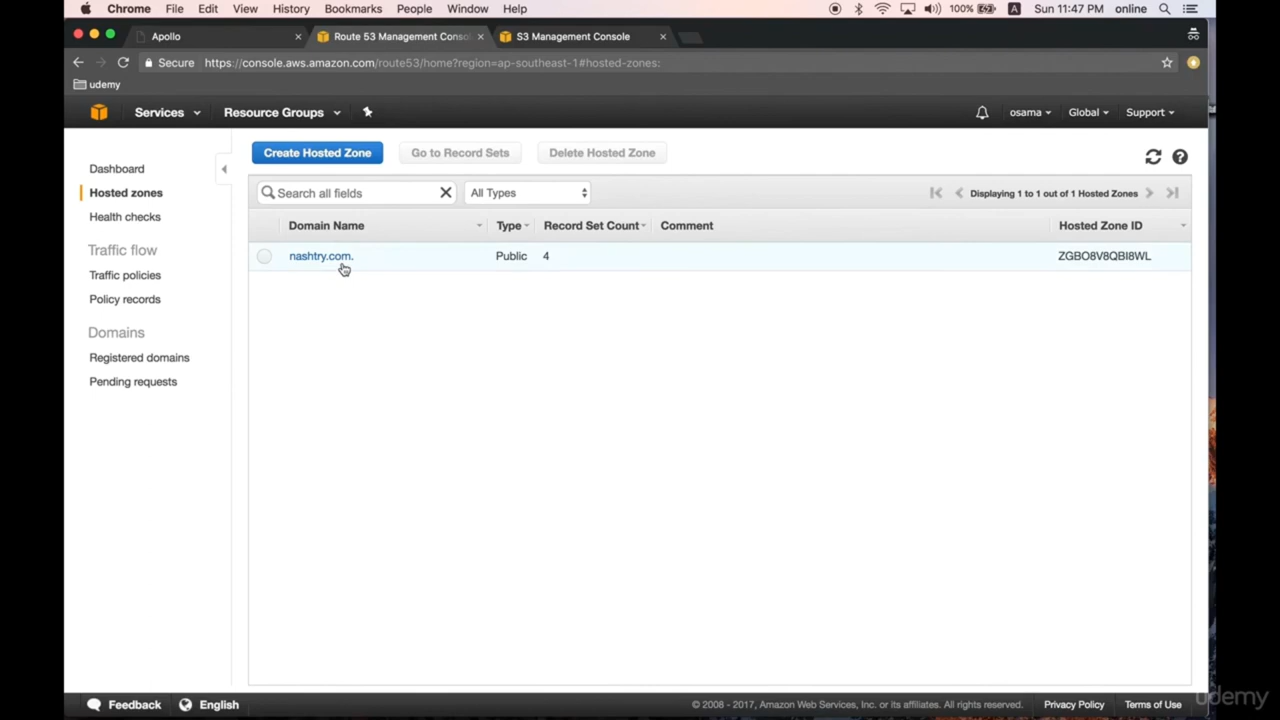 Chrome File Edit View History Bookmarks People Window Help 100% A Sun 11:47 PM online
Apollo × Route 53 Management Consol × S3 Management Console ×
Secure https://console.aws.amazon.com/route53/home?region=ap-southeast-1#hosted-zones:
udemy
Services Resource Groups osama Global Support
Create Hosted Zone Go to Record Sets Delete Hosted Zone
Dashboard
Hosted zones
Health checks
Traffic flow
Traffic policies
Policy records
Domains
Registered domains
Pending requests
Search all fields All Types Displaying 1 to 1 out of 1 Hosted Zones
Domain Name Type Record Set Count Comment Hosted Zone ID
nashtry.com. Public 4 ZGBO8V8QBI8WL
Feedback English © 2008 - 2017, Amazon Web Services, Inc. or its affiliates. All rights reserved. Privacy Policy Terms of Use
udemy